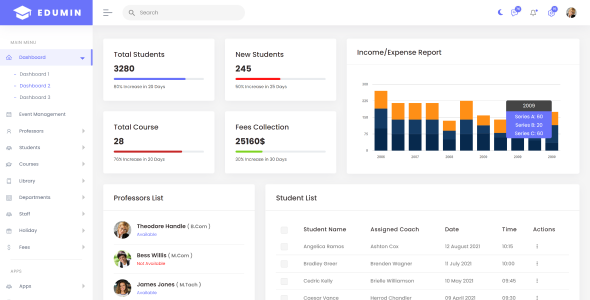 EDUMIN
Search
MAIN MENU
Dashboard
Dashboard 1
Dashboard 2
Dashboard 3
Event Management
Professors
Students
Courses
Library
Departments
Staff
Holiday
Fees
APPS
Apps
Total Students
3280
80% Increase in 20 Days
New Students
245
50% Increase in 25 Days
Total Course
28
76% Increase in 20 Days
Fees Collection
25160$
30% Increase in 30 Days
Income/Expense Report
2009
Series A: 60
Series B: 20
Series C: 60
Professors List
Theodore Handle ( B.Com )
Available
Bess Willis ( M.Com )
Not Available
James Jones ( M.Tech )
Available
Student List
Student Name Assigned Coach Date Time Actions
Angelica Ramos Ashton Cox 12 August 2021 10:15
Bradley Greer Brenden Wagner 11 July 2021 10:00
Cedric Kelly Brielle Williamson 10 May 2021 09:45
Caesar Vance Herrod Chandler 09 April 2021 09:30